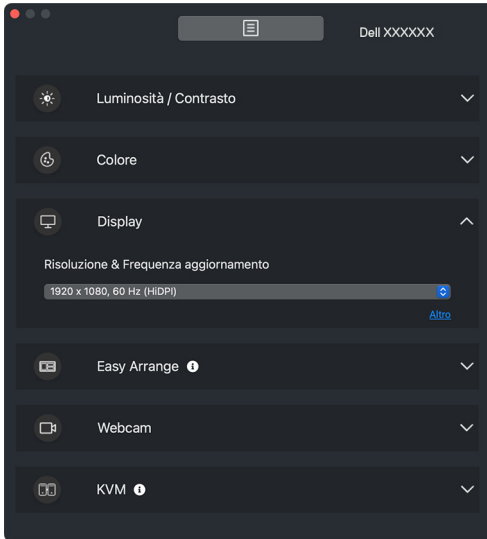 Dell XXXXXX
Luminosità / Contrasto
Colore
Display
Risoluzione & Frequenza aggiornamento
1920 x 1080, 60 Hz (HiDPI)
Altro
Easy Arrange
Webcam
KVM